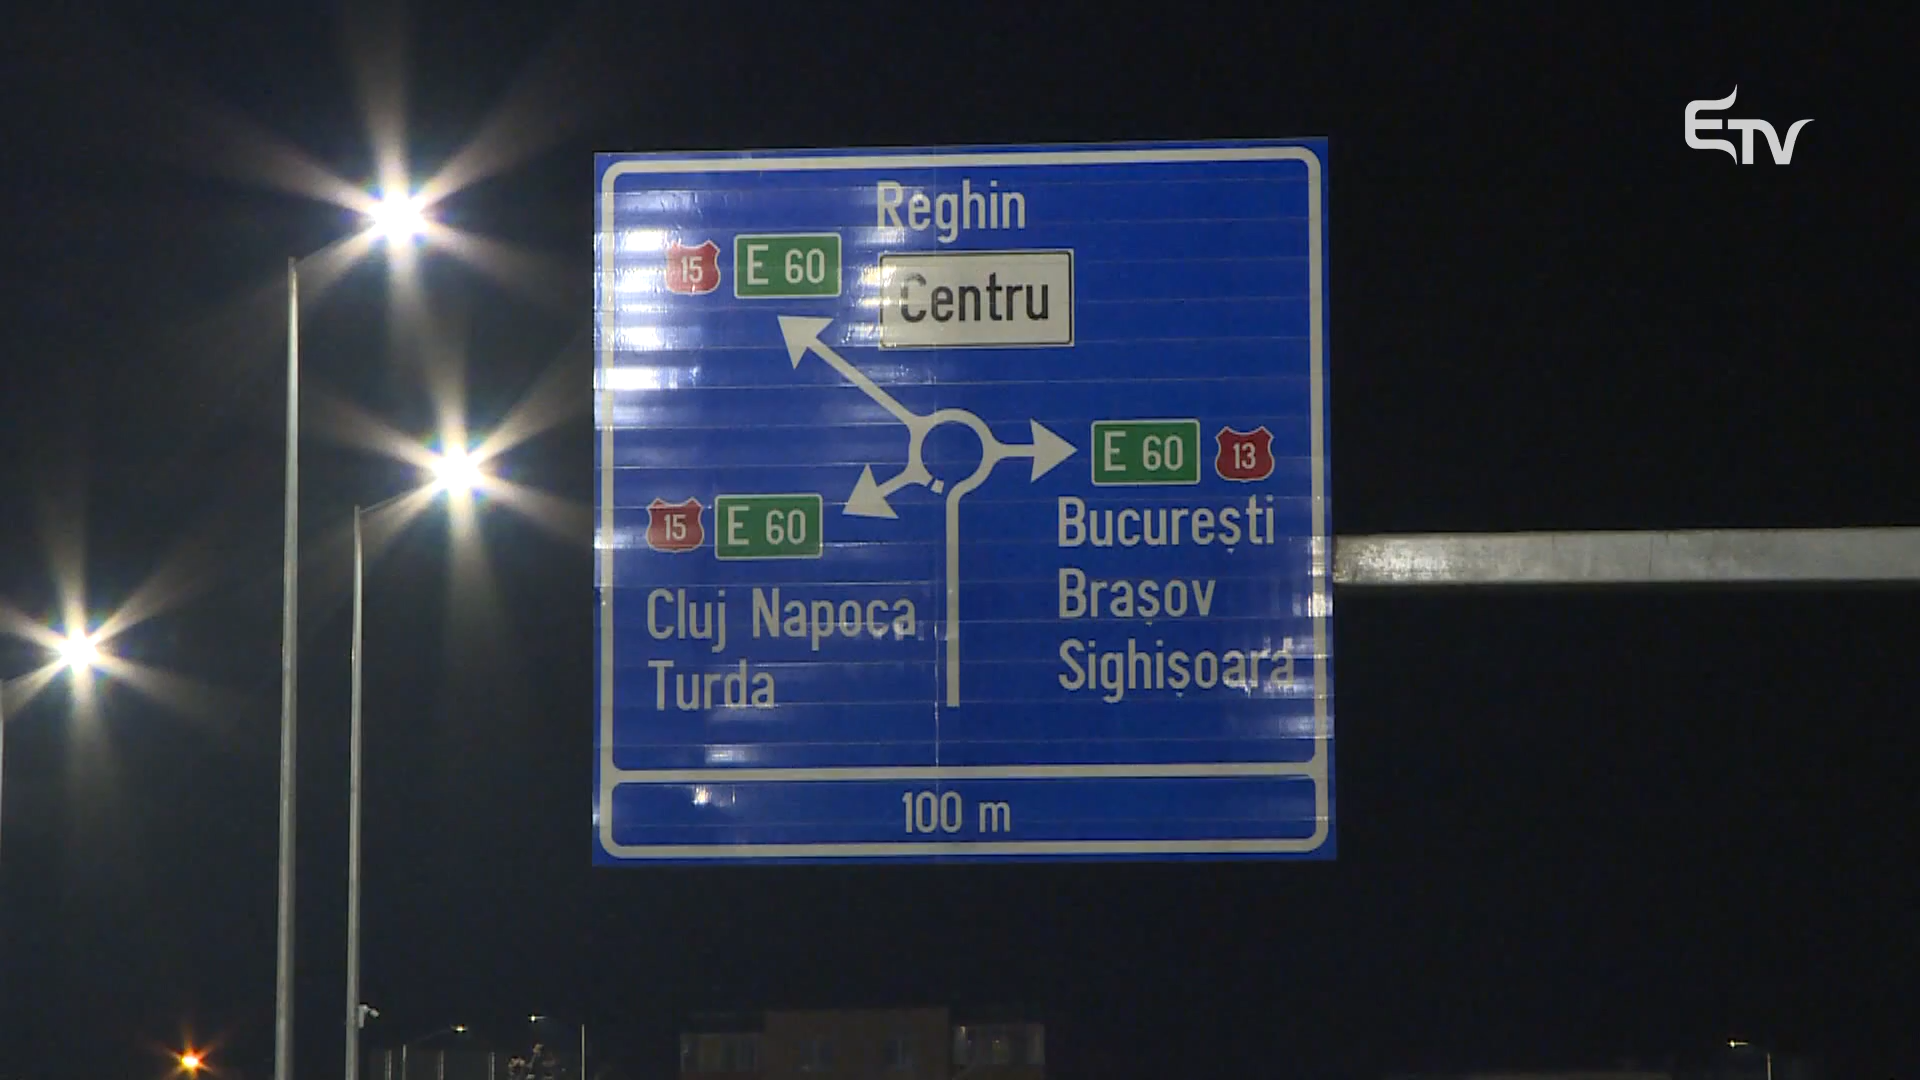 ETV
Reghin
15 E 60
Centru
E 60 13
15 E 60
București
Brașov
Sighișoara
Cluj Napoca
Turda
100 m